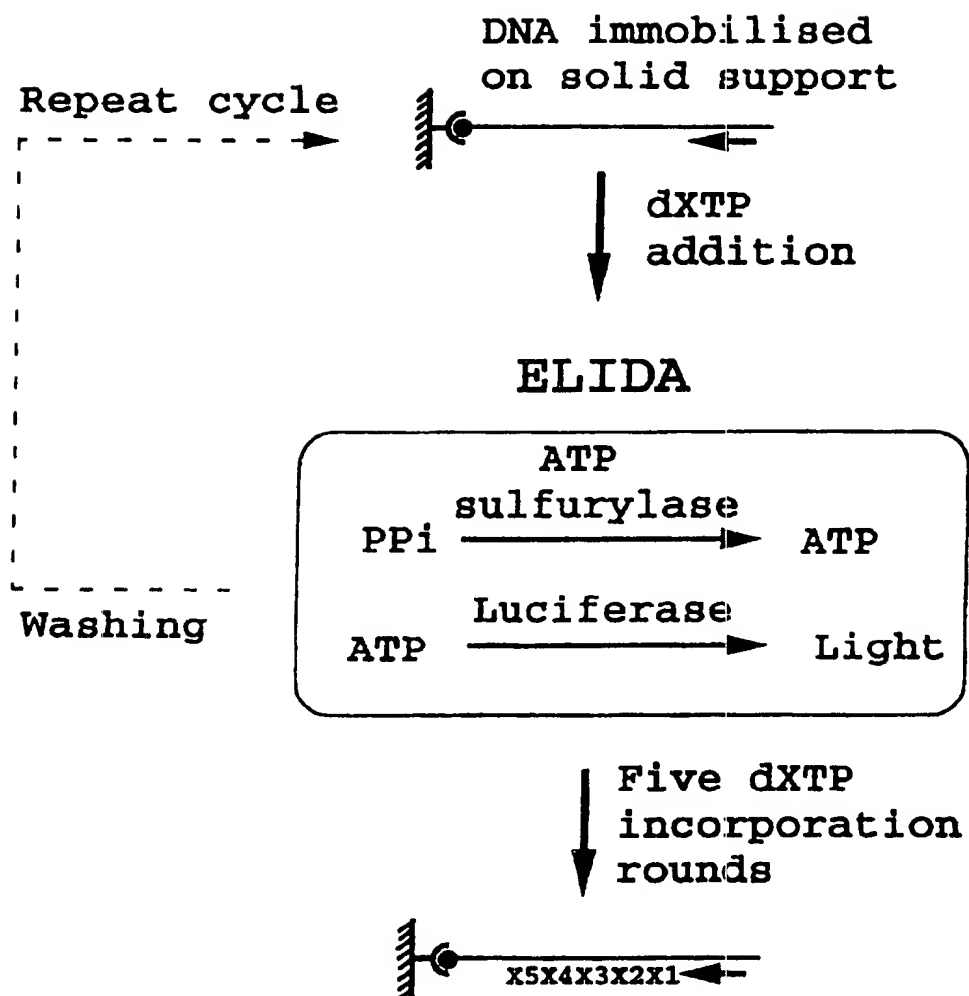 DNA immobilised
on solid support
Repeat cycle
dXTP
addition
ELIDA
ATP
sulfurylase
PPi
ATP
Luciferase
ATP
Light
Washing
Five dXTP
incorporation
rounds
X5X4X3X2X1